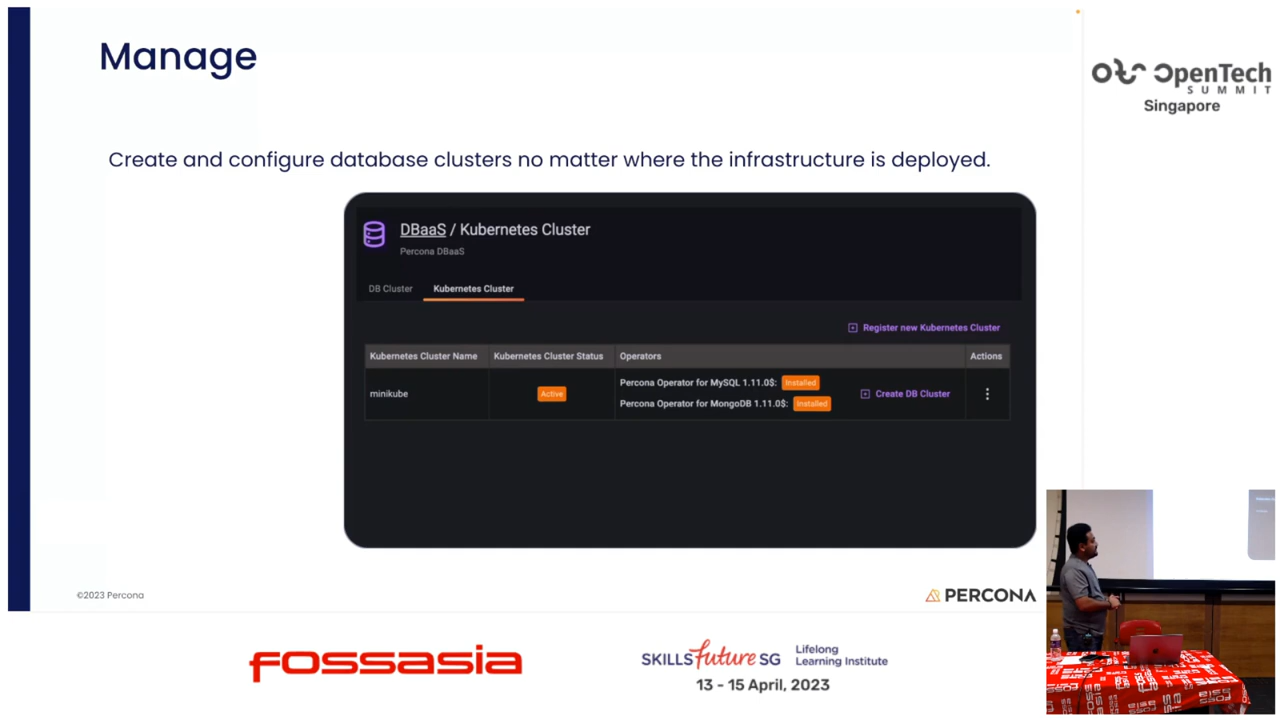 Manage
Create and configure database clusters no matter where the infrastructure is deployed.
DBaaS / Kubernetes Cluster
Percona DBaaS
DB Cluster
Kubernetes Cluster
Register new Kubernetes Cluster
Kubernetes Cluster Name Kubernetes Cluster Status Operators Actions
minikube Active Percona Operator for MySQL 1.11.0$: Installed Create DB Cluster
Percona Operator for MongoDB 1.11.0$: Installed
©2023 Percona
PERCONA
OpenTech
SUMMIT
Singapore
FOSSASIA
SKILLSfuture SG
Lifelong
Learning Institute
13 - 15 April, 2023